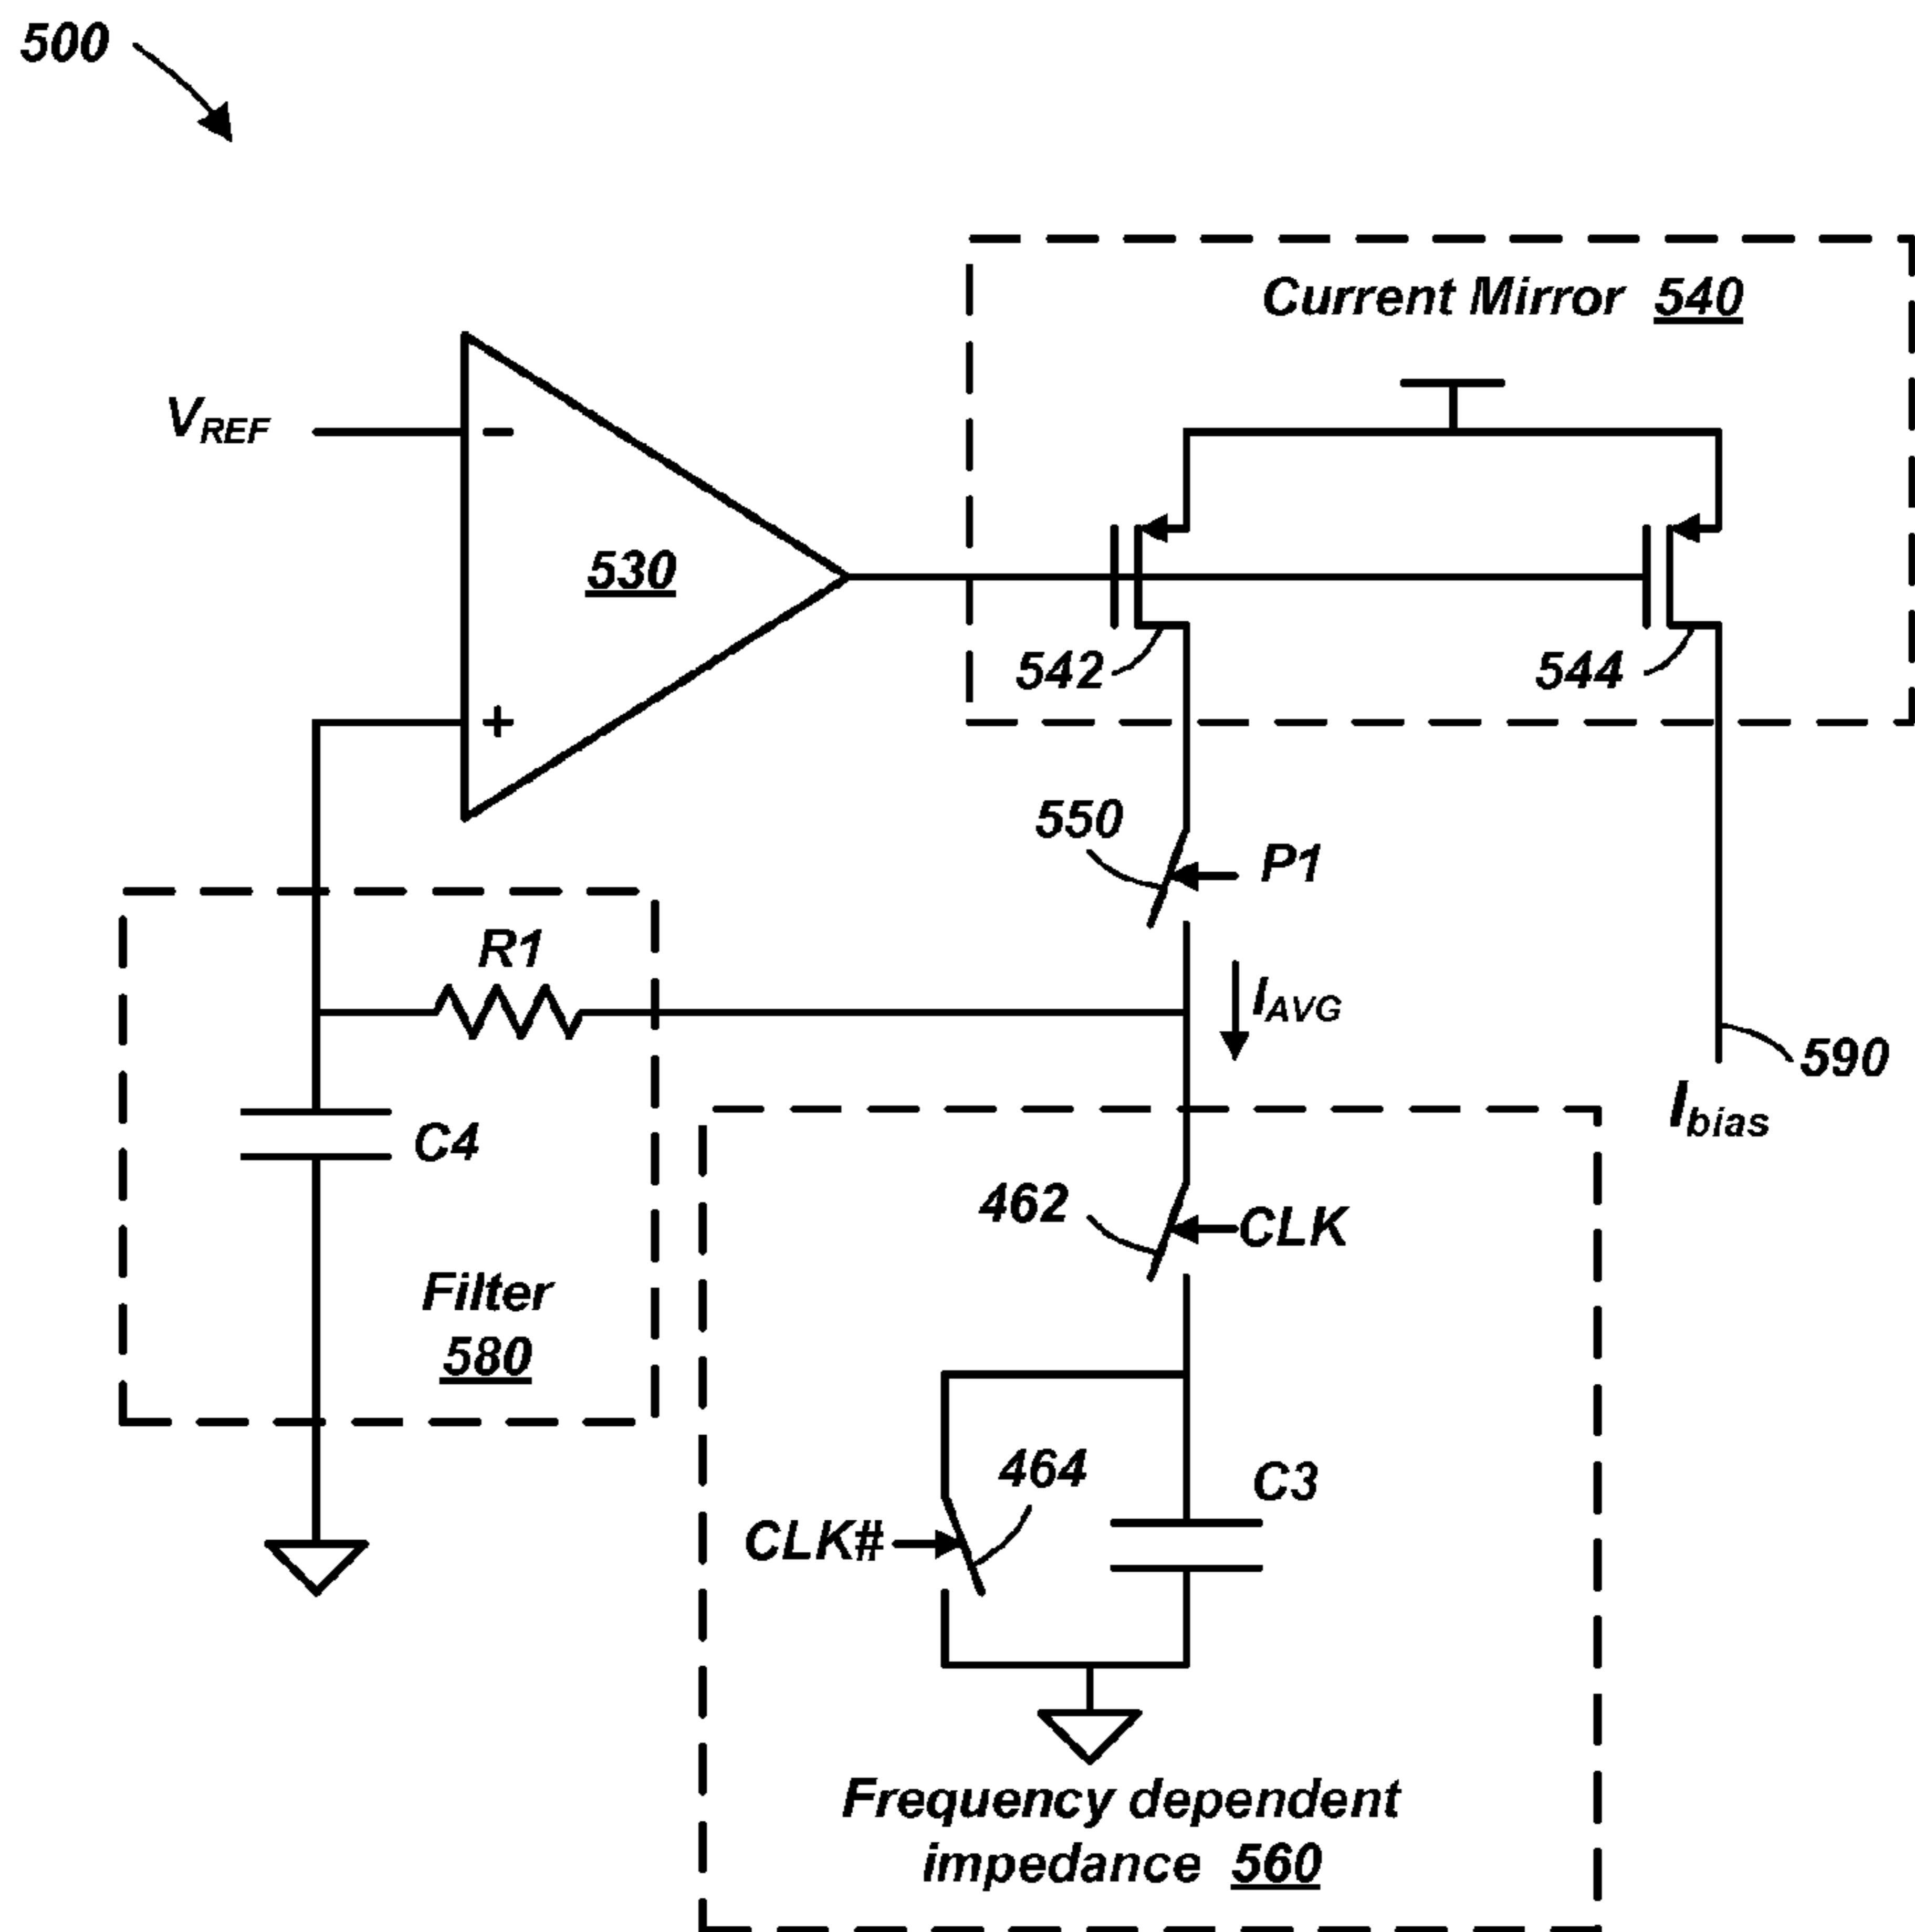 500
Current Mirror 540
VREF
-
530
542
544
+
550
P1
R1
IAVG
590
Ibias
C4
462
CLK
Filter
580
464
C3
CLK#
Frequency dependent
impedance 560